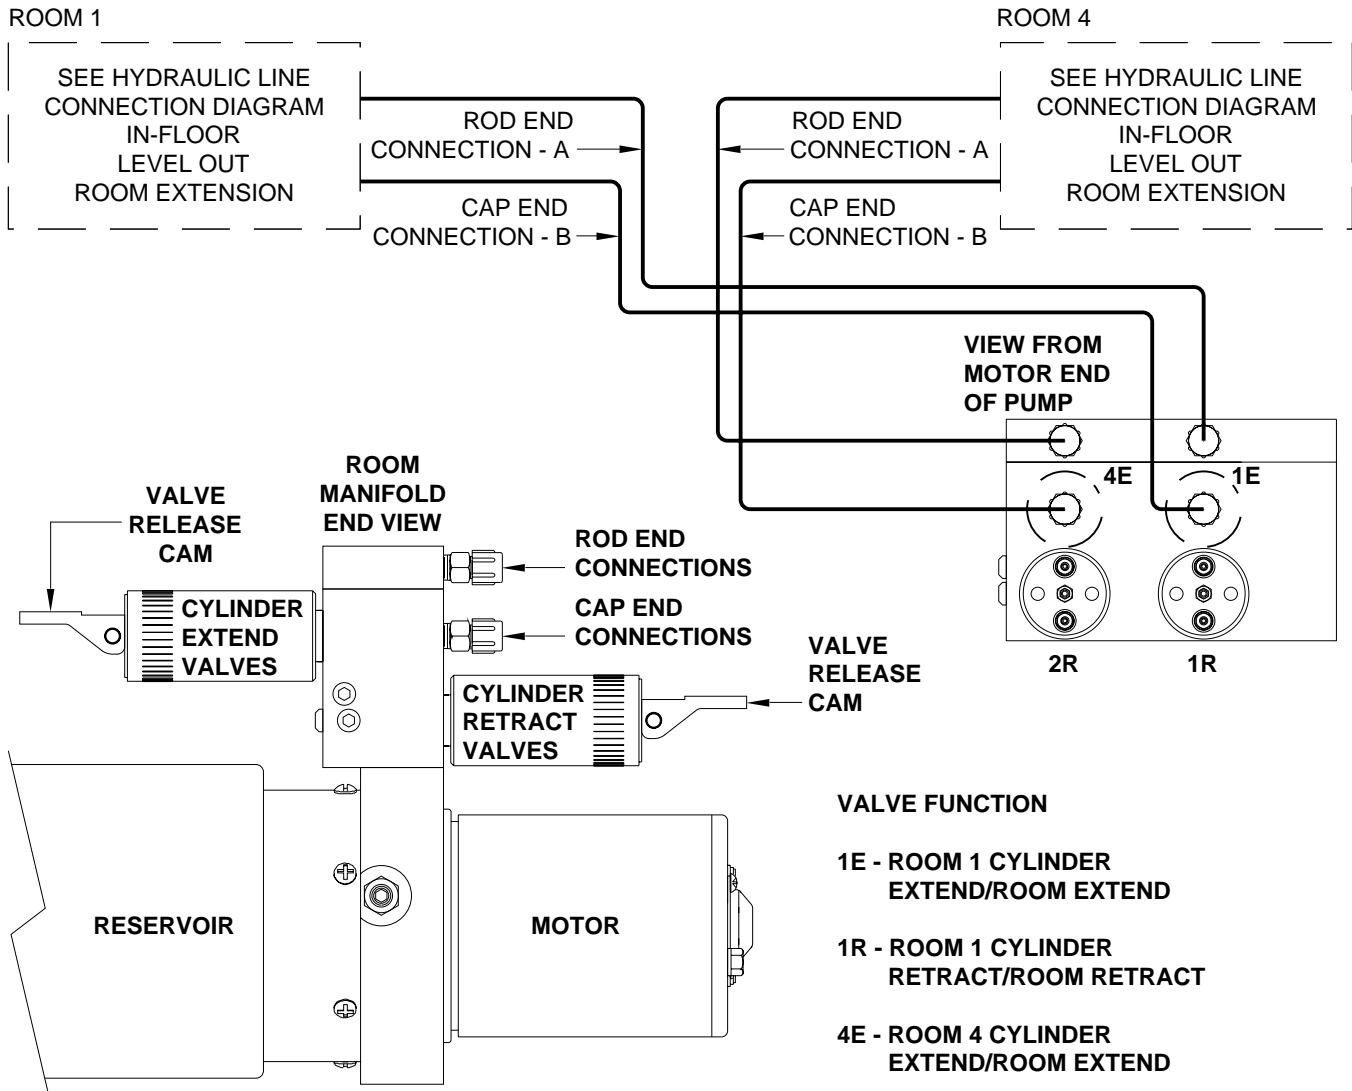 ROOM 1
SEE HYDRAULIC LINE
CONNECTION DIAGRAM
IN-FLOOR
LEVEL OUT
ROOM EXTENSION
ROD END
CONNECTION - A
CAP END
CONNECTION - B
ROOM 4
SEE HYDRAULIC LINE
CONNECTION DIAGRAM
IN-FLOOR
LEVEL OUT
ROOM EXTENSION
ROD END
CONNECTION - A
CAP END
CONNECTION - B
VIEW FROM
MOTOR END
OF PUMP
4E
1E
2R
1R
ROOM
MANIFOLD
END VIEW
VALVE
RELEASE
CAM
CYLINDER
EXTEND
VALVES
ROD END
CONNECTIONS
CAP END
CONNECTIONS
CYLINDER
RETRACT
VALVES
VALVE
RELEASE
CAM
RESERVOIR
MOTOR
VALVE FUNCTION
1E - ROOM 1 CYLINDER
EXTEND/ROOM EXTEND
1R - ROOM 1 CYLINDER
RETRACT/ROOM RETRACT
4E - ROOM 4 CYLINDER
EXTEND/ROOM EXTEND